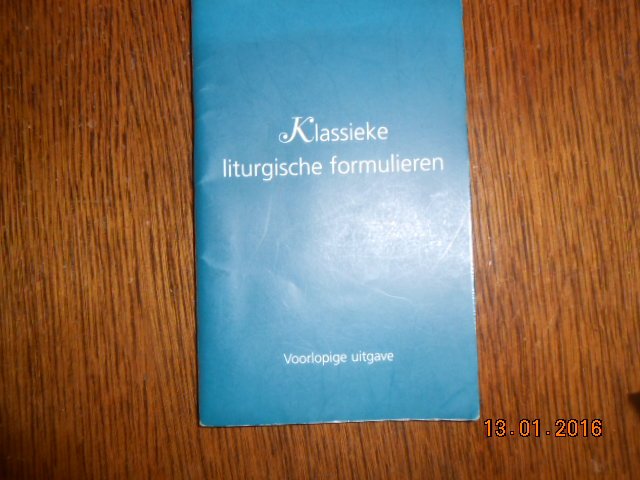 Klassieke
liturgische formulieren
Voorlopige uitgave
13.01.2016